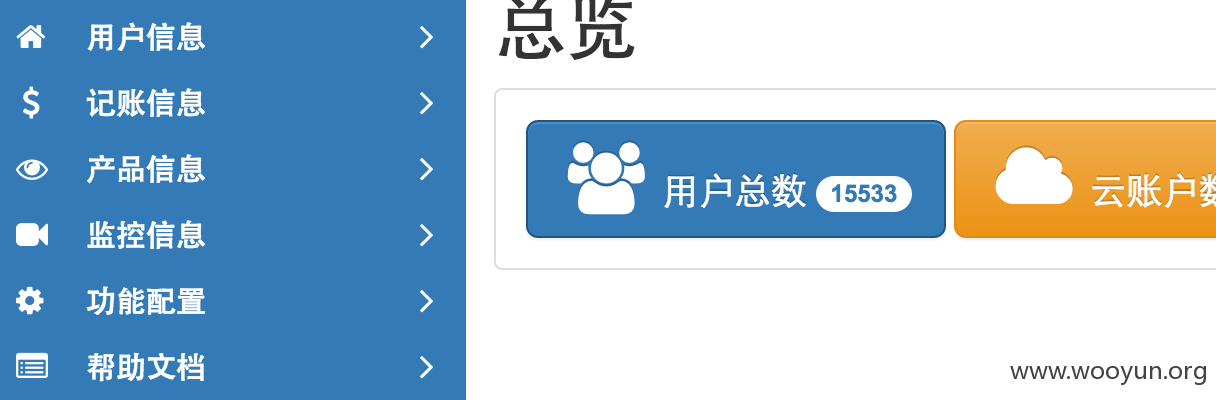 用户信息
记账信息
产品信息
监控信息
功能配置
帮助文档
总览
用户总数 15533
云账户数
www.wooyun.org